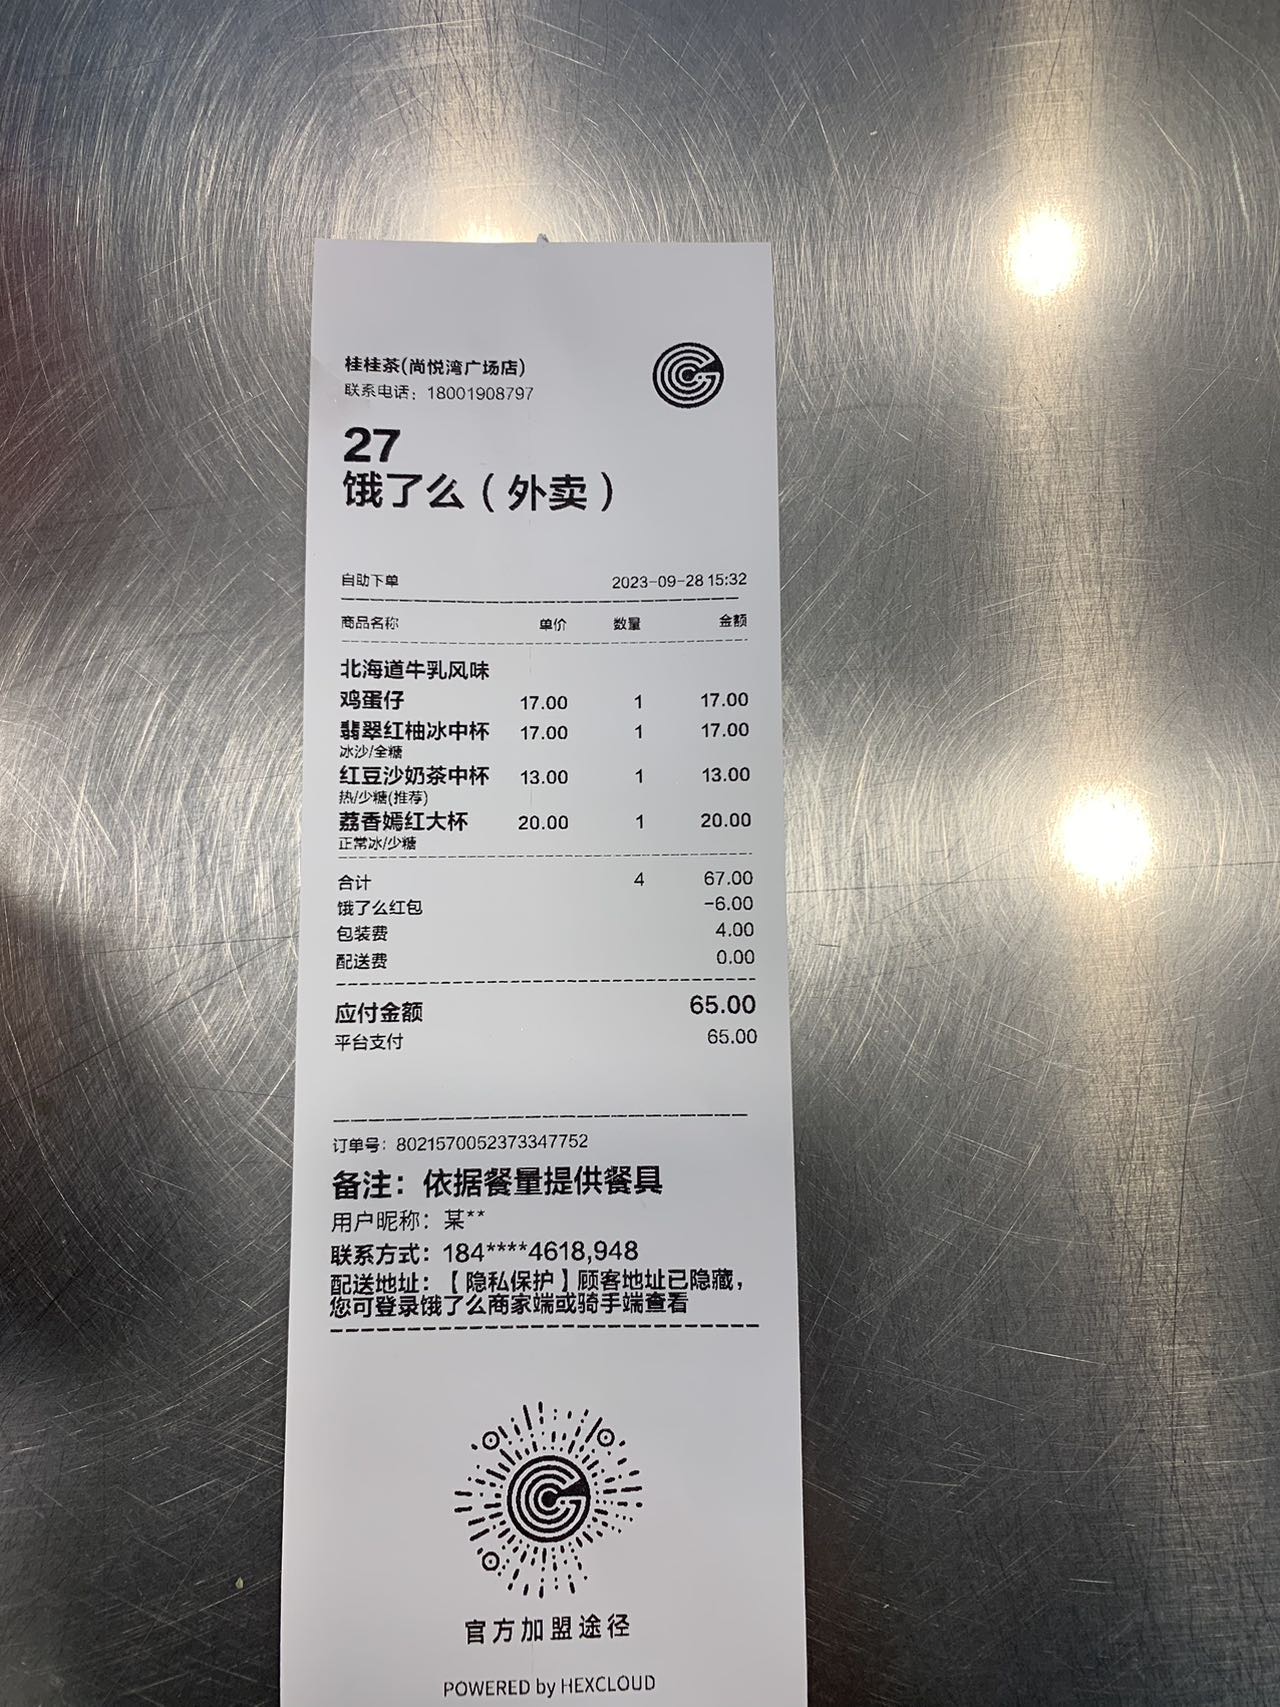 桂桂茶(尚悦湾广场店)
联系电话：18001908797
27
饿了么（外卖）
自助下单 2023-09-28 15:32
商品名称 单价 数量 金额
北海道牛乳风味
鸡蛋仔 17.00 1 17.00
翡翠红柚冰中杯 17.00 1 17.00
冰沙/全糖
红豆沙奶茶中杯 13.00 1 13.00
热/少糖(推荐)
荔香嫣红大杯 20.00 1 20.00
正常冰/少糖
合计 4 67.00
饿了么红包 -6.00
包装费 4.00
配送费 0.00
应付金额 65.00
平台支付 65.00
订单号：8021570052373347752
备注：依据餐量提供餐具
用户昵称：某**
联系方式：184****4618,948
配送地址：【隐私保护】顾客地址已隐藏，
您可登录饿了么商家端或骑手端查看
官方加盟途径
POWERED by HEXCLOUD